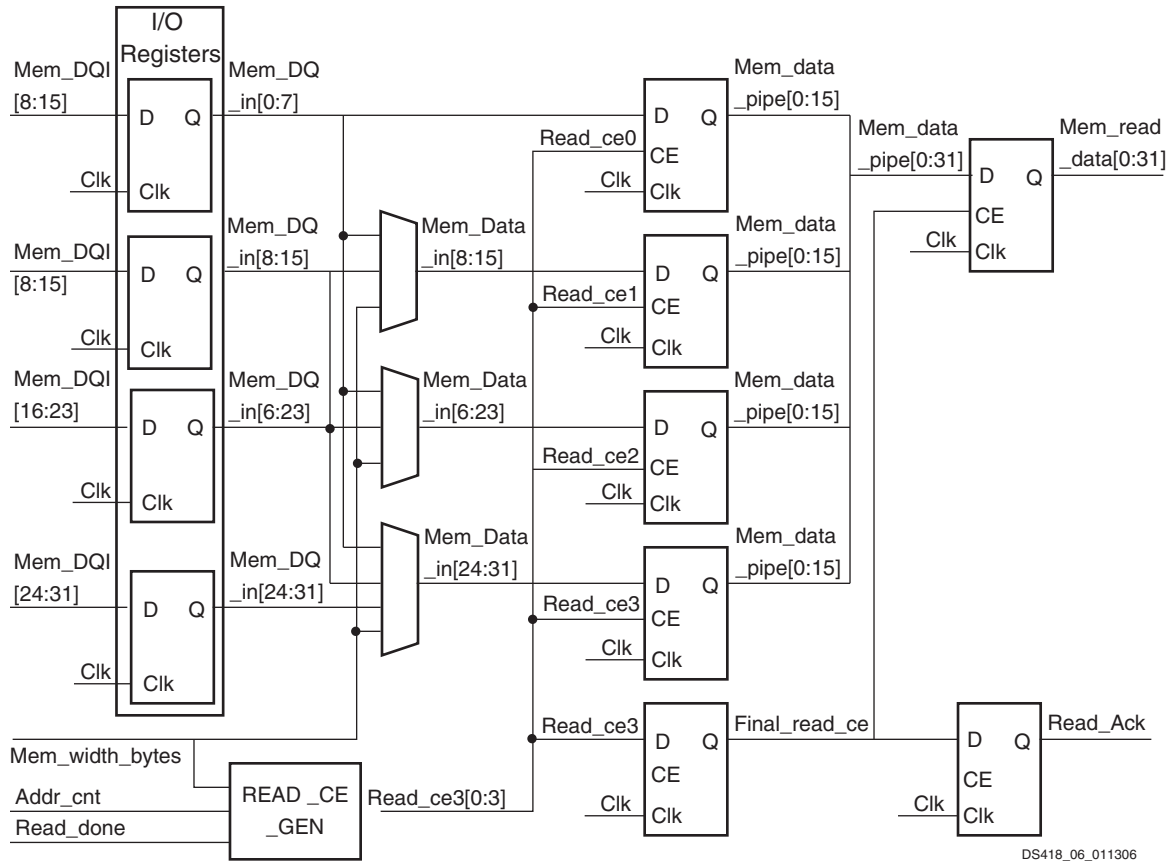 I/O
Registers
Mem_DQI
[8:15]
D Q
Clk
Clk
Mem_DQ
_in[0:7]
Mem_DQI
[8:15]
D Q
Clk
Clk
Mem_DQ
_in[8:15]
Mem_DQI
[16:23]
D Q
Clk
Clk
Mem_DQ
_in[6:23]
Mem_DQI
[24:31]
D Q
Clk
Clk
Mem_DQ
_in[24:31]
Mem_Data
_in[8:15]
Mem_Data
_in[6:23]
Mem_Data
_in[24:31]
Read_ce0
D Q
CE
Clk
Clk
Mem_data
_pipe[0:15]
Read_ce1
D Q
CE
Clk
Clk
Mem_data
_pipe[0:15]
Read_ce2
D Q
CE
Clk
Clk
Mem_data
_pipe[0:15]
Read_ce3
D Q
CE
Clk
Clk
Mem_data
_pipe[0:15]
Mem_data
_pipe[0:31]
D Q
CE
Clk
Clk
Mem_read
_data[0:31]
Mem_width_bytes
Addr_cnt
Read_done
READ _CE
_GEN
Read_ce3[0:3]
Read_ce3
D Q
CE
Clk
Clk
Final_read_ce
D Q
CE
Clk
Clk
Read_Ack
DS418_06_011306